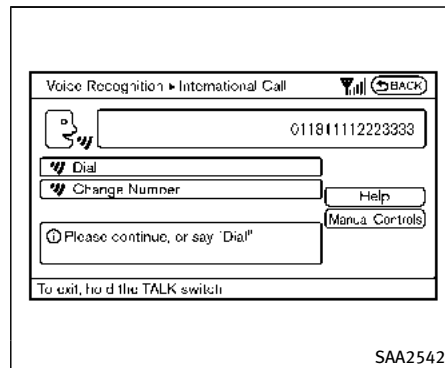 Voice Recognition ▸ International Call BACK
011811112223333
Dial
Change Number
Help
Manual Controls
ⓘ Please continue, or say "Dial"
To exit, hold the TALK switch
SAA2542